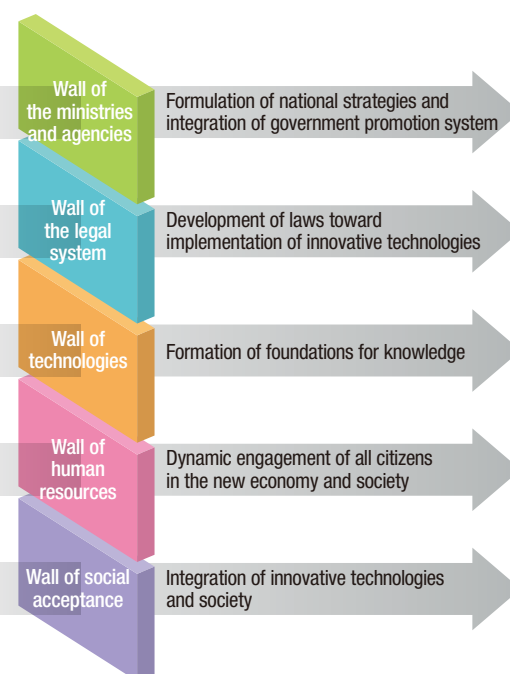 Wall of
the ministries
and agencies
Formulation of national strategies and
integration of government promotion system
Wall of
the legal
system
Development of laws toward
implementation of innovative technologies
Wall of
technologies
Formation of foundations for knowledge
Wall of
human
resources
Dynamic engagement of all citizens
in the new economy and society
Wall of social
acceptance
Integration of innovative technologies
and society